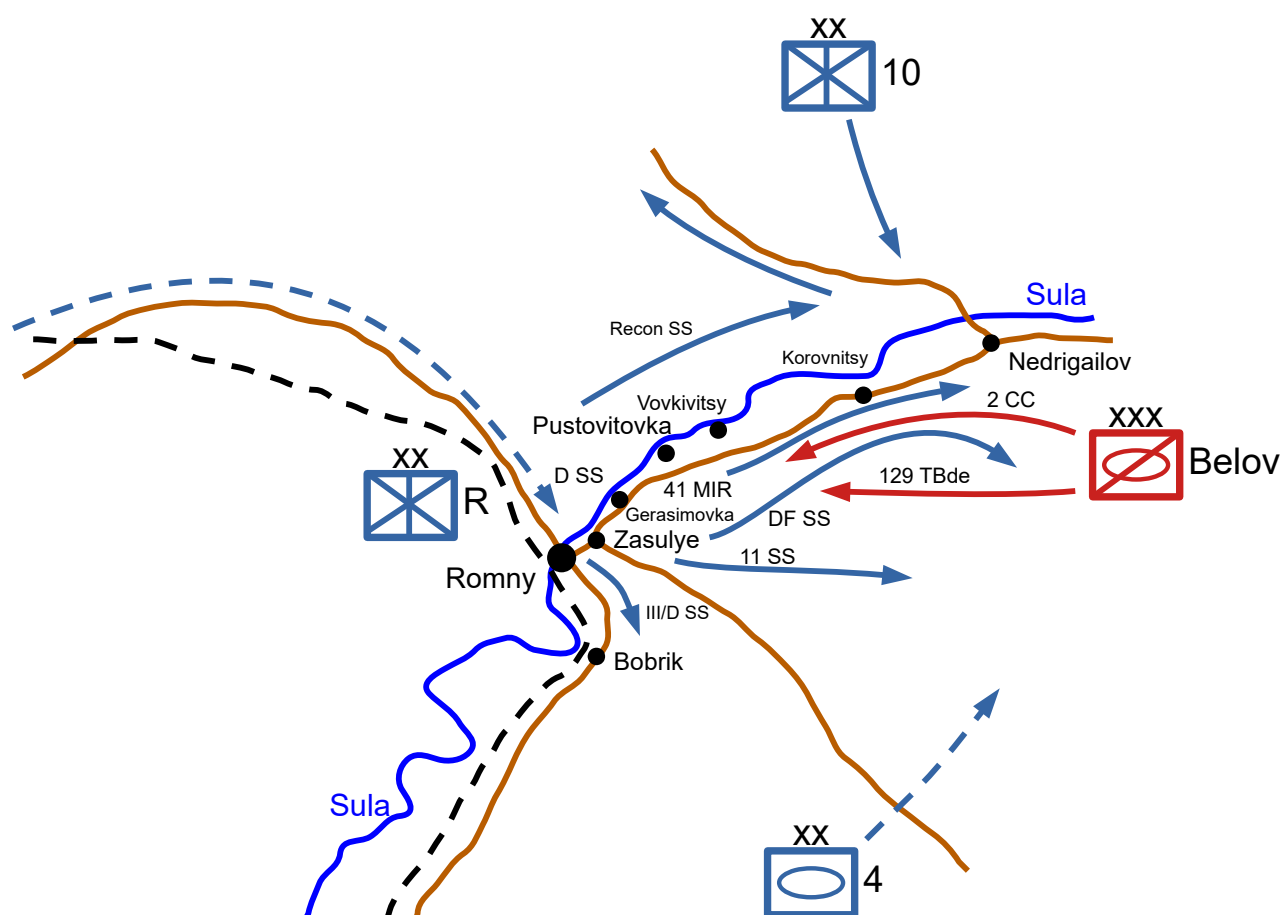 XX
10
Sula
Recon SS
Korovnitsy
Nedrigailov
Vovkivitsy
2 CC
XXX
Pustovitovka
Belov
XX
D SS
129 TBde
R
41 MIR
Gerasimovka
DF SS
Zasulye
11 SS
Romny
III/D SS
Bobrik
Sula
XX
4